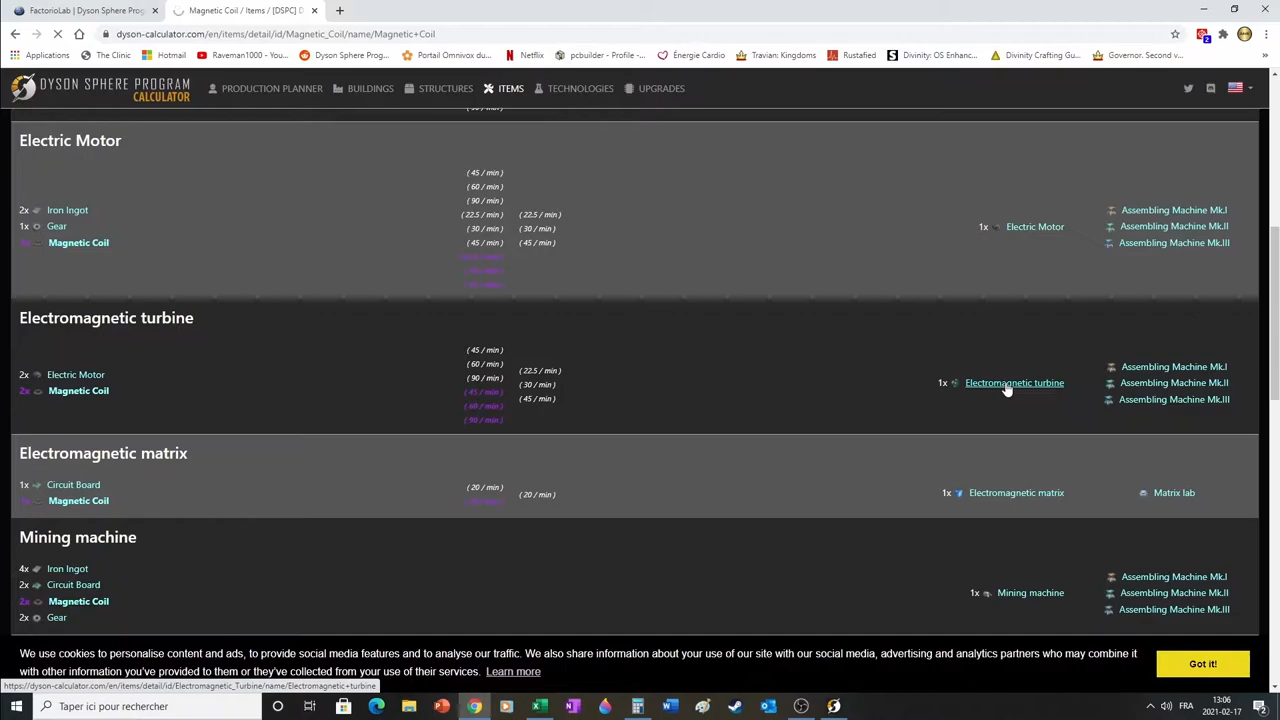 FactorioLab | Dyson Sphere Prog
Magnetic Coil / Items / [DSPC] D
dyson-calculator.com/en/items/detail/id/Magnetic_Coil/name/Magnetic+Coil
2
Applications The Clinic Hotmail Raveman1000 - Qu... Portail Omnivox du... Netflix pcbuilder - Profile -... Énergie Cardio Travian Kingdoms Rustafied Divinity: OS Enhanc... Divinity Crafting Gu... Governor. Second v...
DYSON SPHERE PROGRAM
CALCULATOR
PRODUCTION PLANNER BUILDINGS STRUCTURES ITEMS TECHNOLOGIES UPGRADES
Electric Motor
( 45 / min )
( 60 / min )
( 90 / min )
2x Iron Ingot ( 22.5 / min ) ( 22.5 / min ) Assembling Machine Mk.I
1x Gear ( 30 / min ) ( 30 / min ) 1x Electric Motor Assembling Machine Mk.II
Magnetic Coil ( 45 / min ) ( 45 / min ) Assembling Machine Mk.III
Electromagnetic turbine
( 45 / min )
( 60 / min ) ( 22.5 / min ) Assembling Machine Mk.I
2x Electric Motor ( 90 / min ) ( 30 / min ) 1x Electromagnetic turbine Assembling Machine Mk.II
2x Magnetic Coil ( 45 / min ) ( 45 / min ) Assembling Machine Mk.III
( 60 / min )
( 90 / min )
Electromagnetic matrix
1x Circuit Board ( 20 / min ) ( 20 / min ) 1x Electromagnetic matrix Matrix lab
Magnetic Coil
Mining machine
4x Iron Ingot Assembling Machine Mk.I
2x Circuit Board 1x Mining machine Assembling Machine Mk.II
2x Magnetic Coil Assembling Machine Mk.III
2x Gear
We use cookies to personalise content and ads, to provide social media features and to analyse our traffic. We also share information about your use of our site with our social media, advertising and analytics partners who may combine it
with other information you've provided to them or they've collected from your use of their services. Learn more
Got it!
https://dyson-calculator.com/en/items/detail/id/Electromagnetic_Turbine/name/Electromagnetic+turbine
Taper ici pour rechercher
FRA
13:06
2021-02-17
2